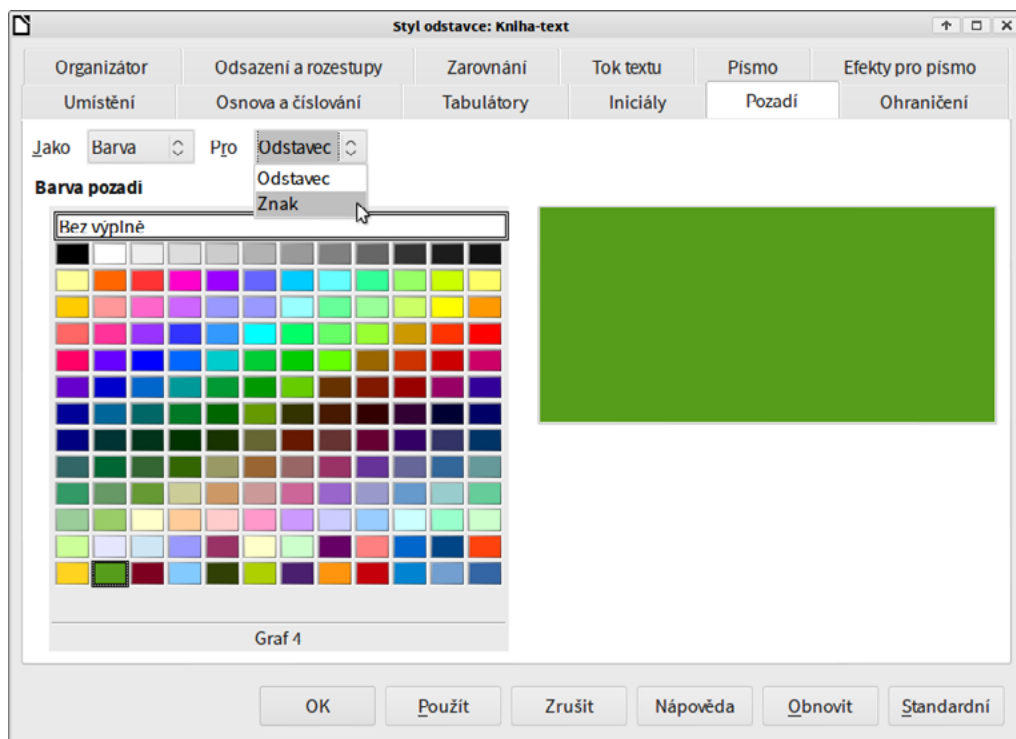 Styl odstavce: Kniha-text
Organizátor Odsazení a rozestupy Zarovnání Tok textu Písmo Efekty pro písmo
Umístění Osnova a číslování Tabulátory Iniciály Pozadí Ohraničení
Jako Barva Pro Odstavec
Odstavec
Znak
Barva pozadí
Bez výplně
Graf 4
OK Použít Zrušit Nápověda Obnovit Standardní